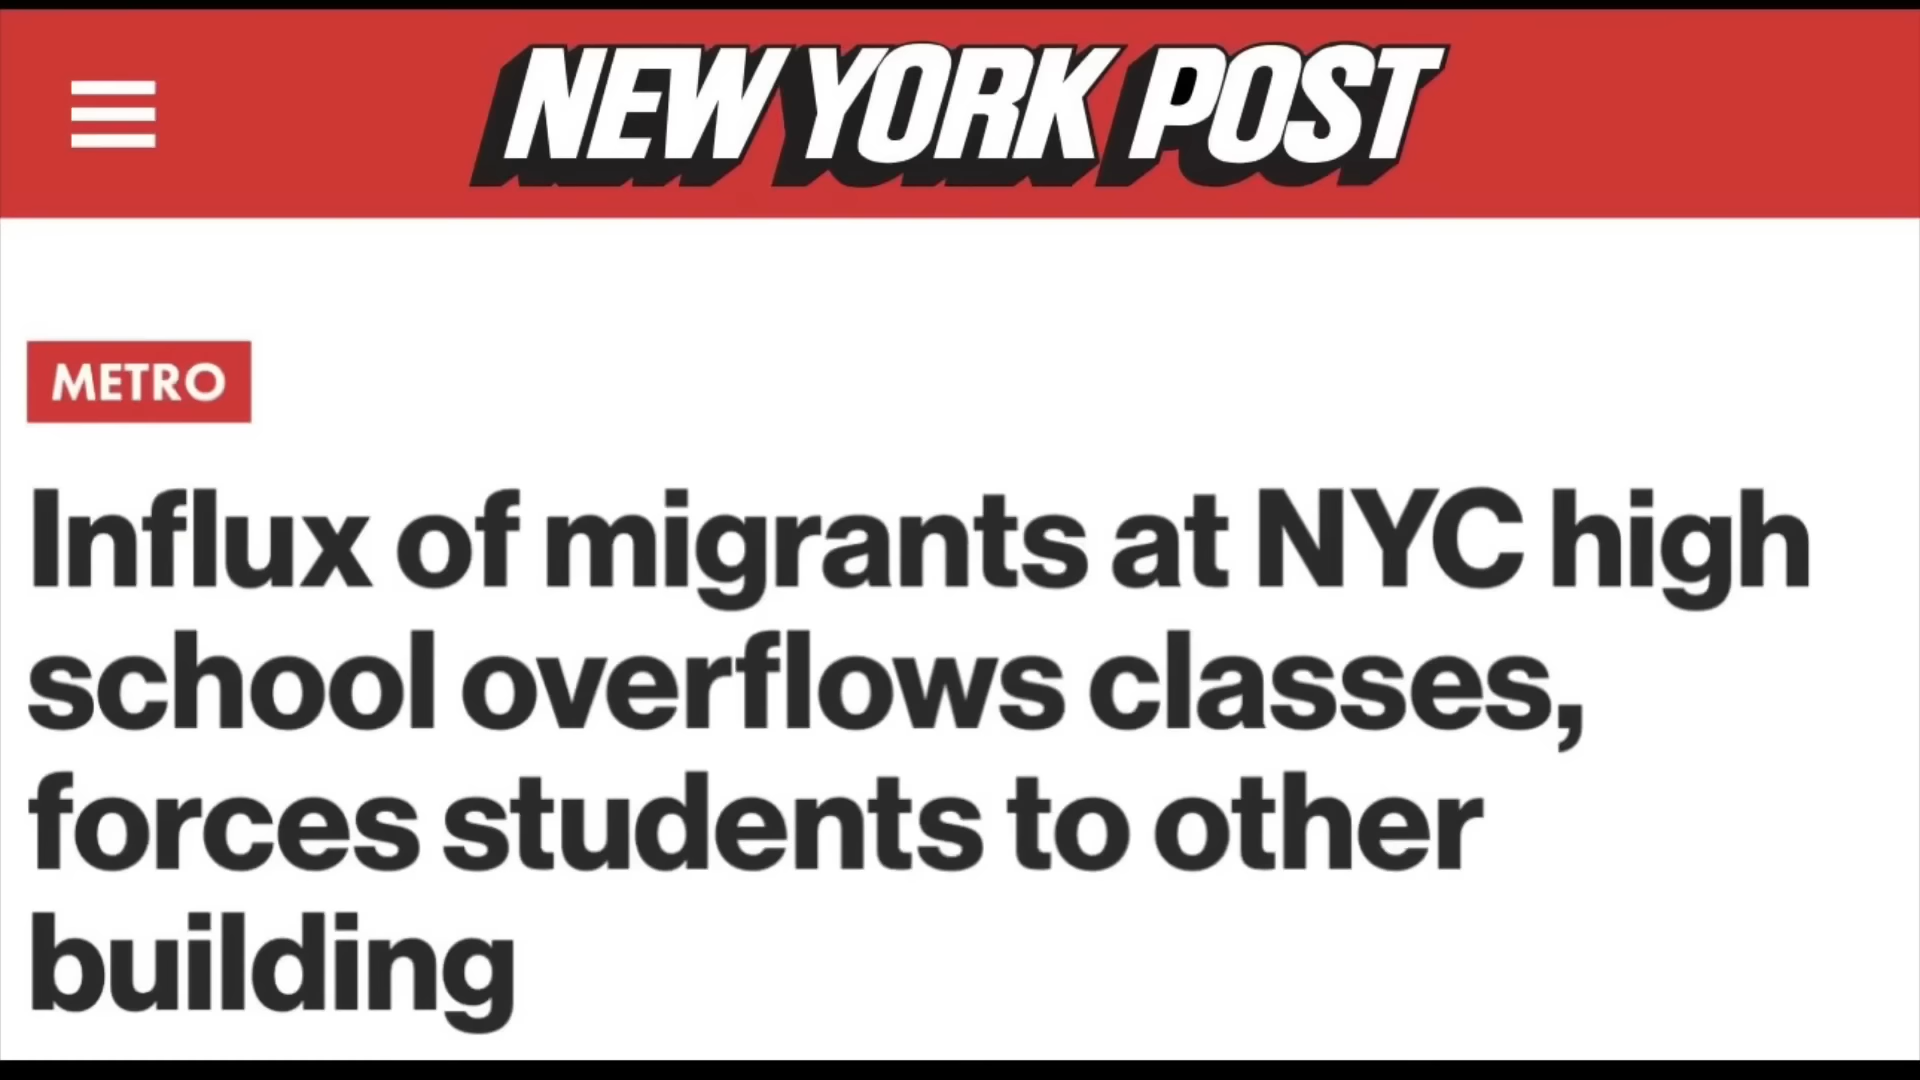 NEW YORK POST
METRO
Influx of migrants at NYC high
school overflows classes,
forces students to other
building